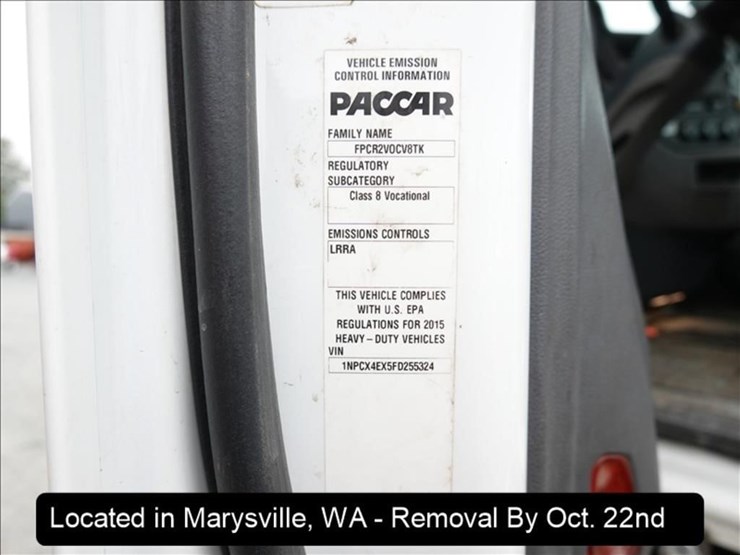 VEHICLE EMISSION
CONTROL INFORMATION
PACCAR
FAMILY NAME
FPCR2VOCV8TK
REGULATORY
SUBCATEGORY
Class 8 Vocational
EMISSIONS CONTROLS
LRRA
THIS VEHICLE COMPLIES
WITH U.S. EPA
REGULATIONS FOR 2015
HEAVY – DUTY VEHICLES
VIN
1NPCX4EX5FD255324
Located in Marysville, WA - Removal By Oct. 22nd